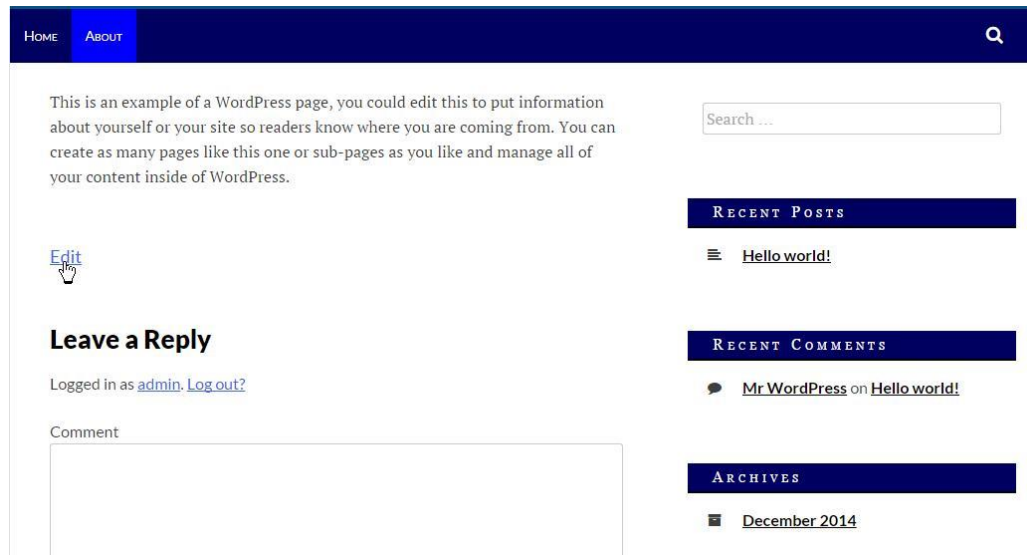 Home About
This is an example of a WordPress page, you could edit this to put information
about yourself or your site so readers know where you are coming from. You can
create as many pages like this one or sub-pages as you like and manage all of
your content inside of WordPress.
Edit
Leave a Reply
Logged in as admin. Log out?
Comment
Search ...
Recent Posts
Hello world!
Recent Comments
Mr WordPress on Hello world!
Archives
December 2014